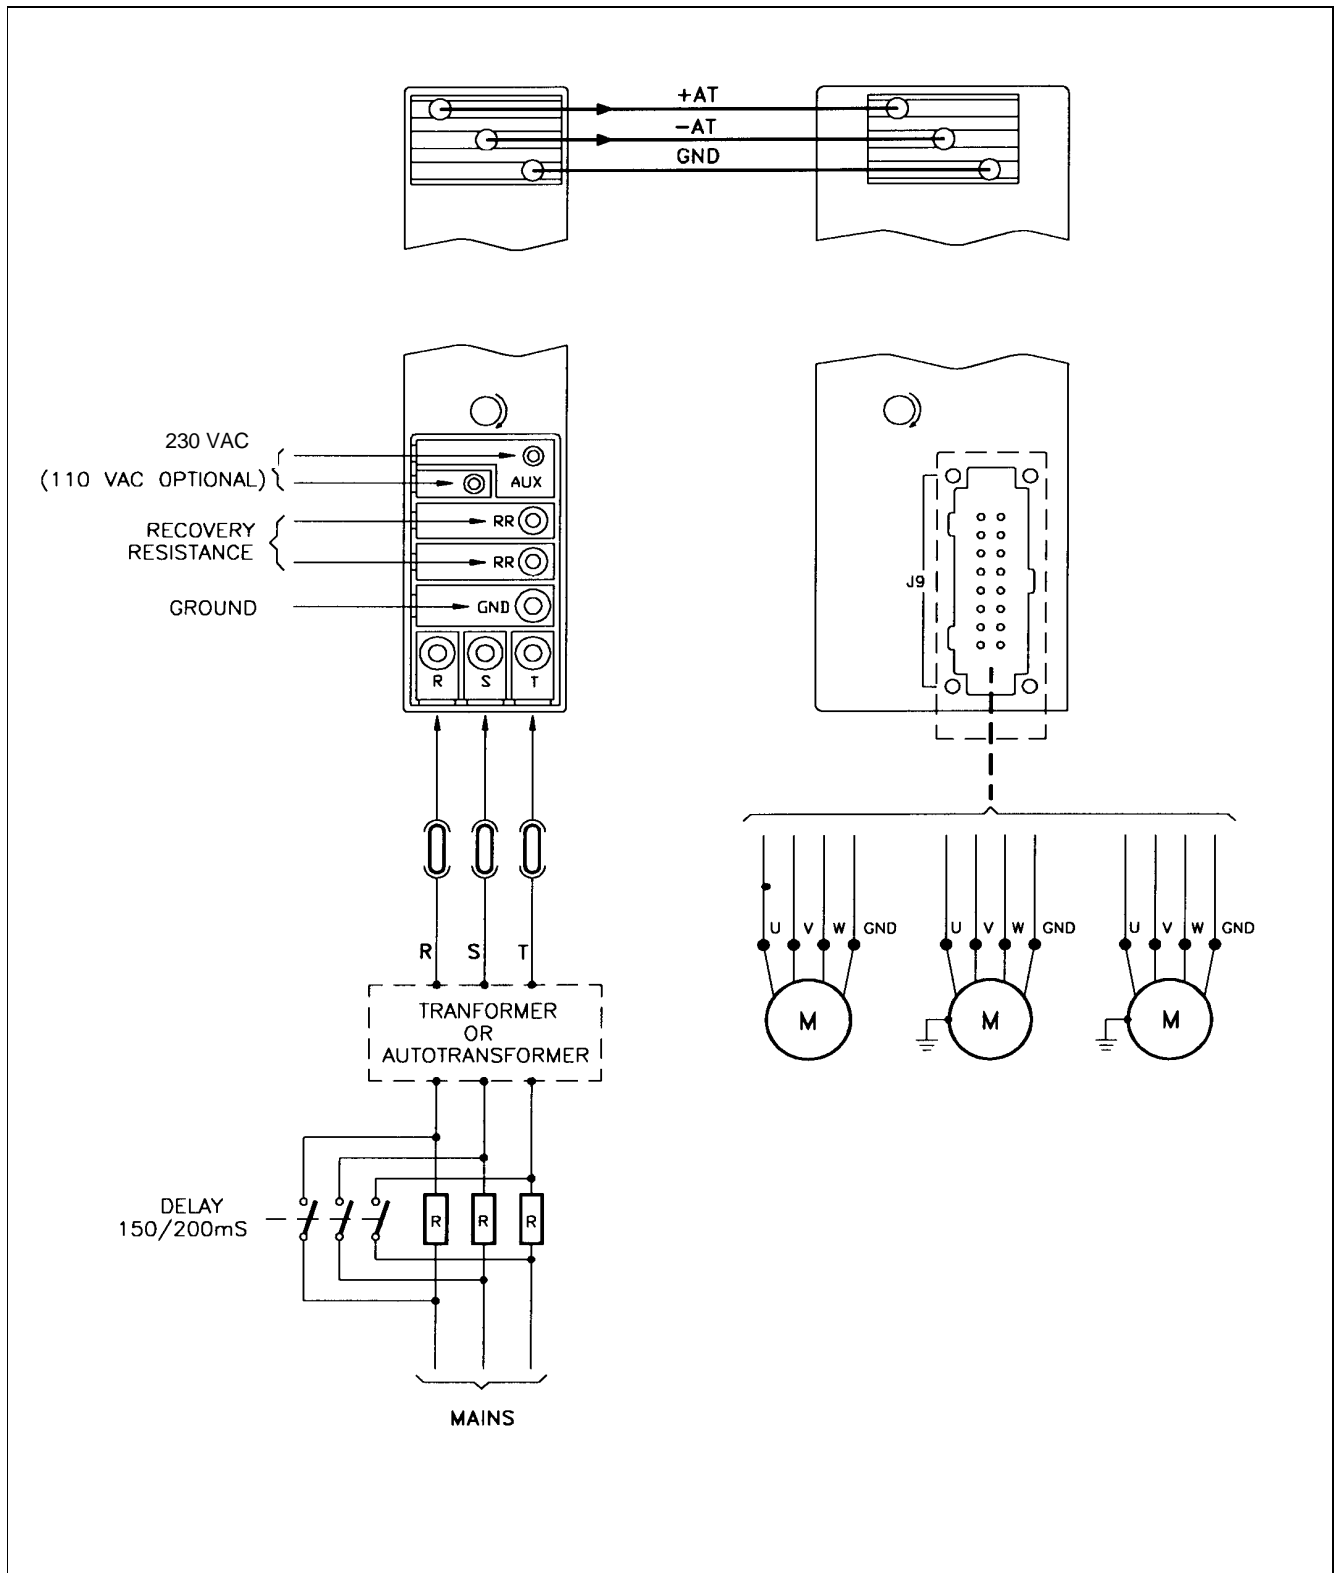 +AT
-AT
GND
230 VAC
(110 VAC OPTIONAL)
AUX
RECOVERY
RESISTANCE
RR
RR
GROUND
GND
R S T
J9
R S T
TRANFORMER
OR
AUTOTRANSFORMER
U V W GND
U V W GND
U V W GND
M
M
M
DELAY
150/200mS
R R R
MAINS